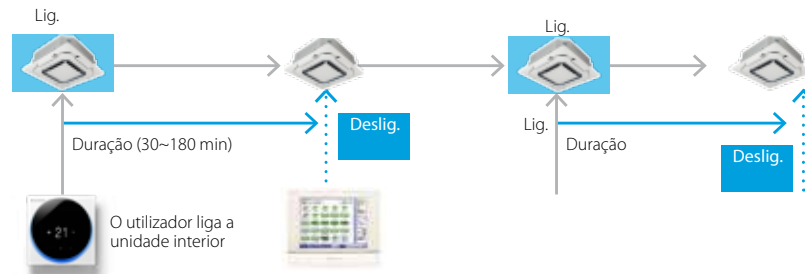 Lig.
Lig.
Deslig.
Lig.
Duração (30~180 min)
Duração
Deslig.
21
O utilizador liga a
unidade interior